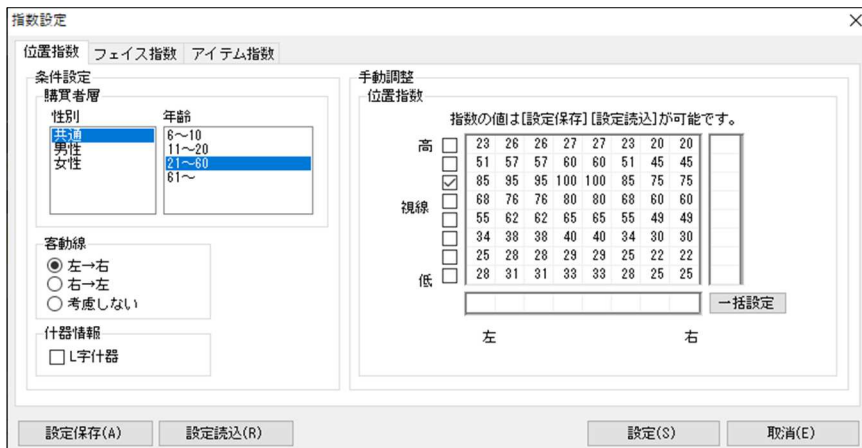 指数設定
位置指数 フェイス指数 アイテム指数
条件設定
購買者層
性別 年齢
共通
男性
女性
6～10
11～20
21～60
61～
客動線
左→右
右→左
考慮しない
什器情報
L字什器
手動調整
位置指数
指数の値は[設定保存][設定読込]が可能です。
高 23 26 26 27 27 23 20 20
51 57 57 60 60 51 45 45
85 95 95 100 100 85 75 75
68 76 76 80 80 68 60 60
視線
55 62 62 65 65 55 49 49
34 38 38 40 40 34 30 30
25 28 28 29 29 25 22 22
低 28 31 31 33 33 28 25 25
一括設定
左 右
設定保存(A) 設定読込(R) 設定(S) 取消(E)